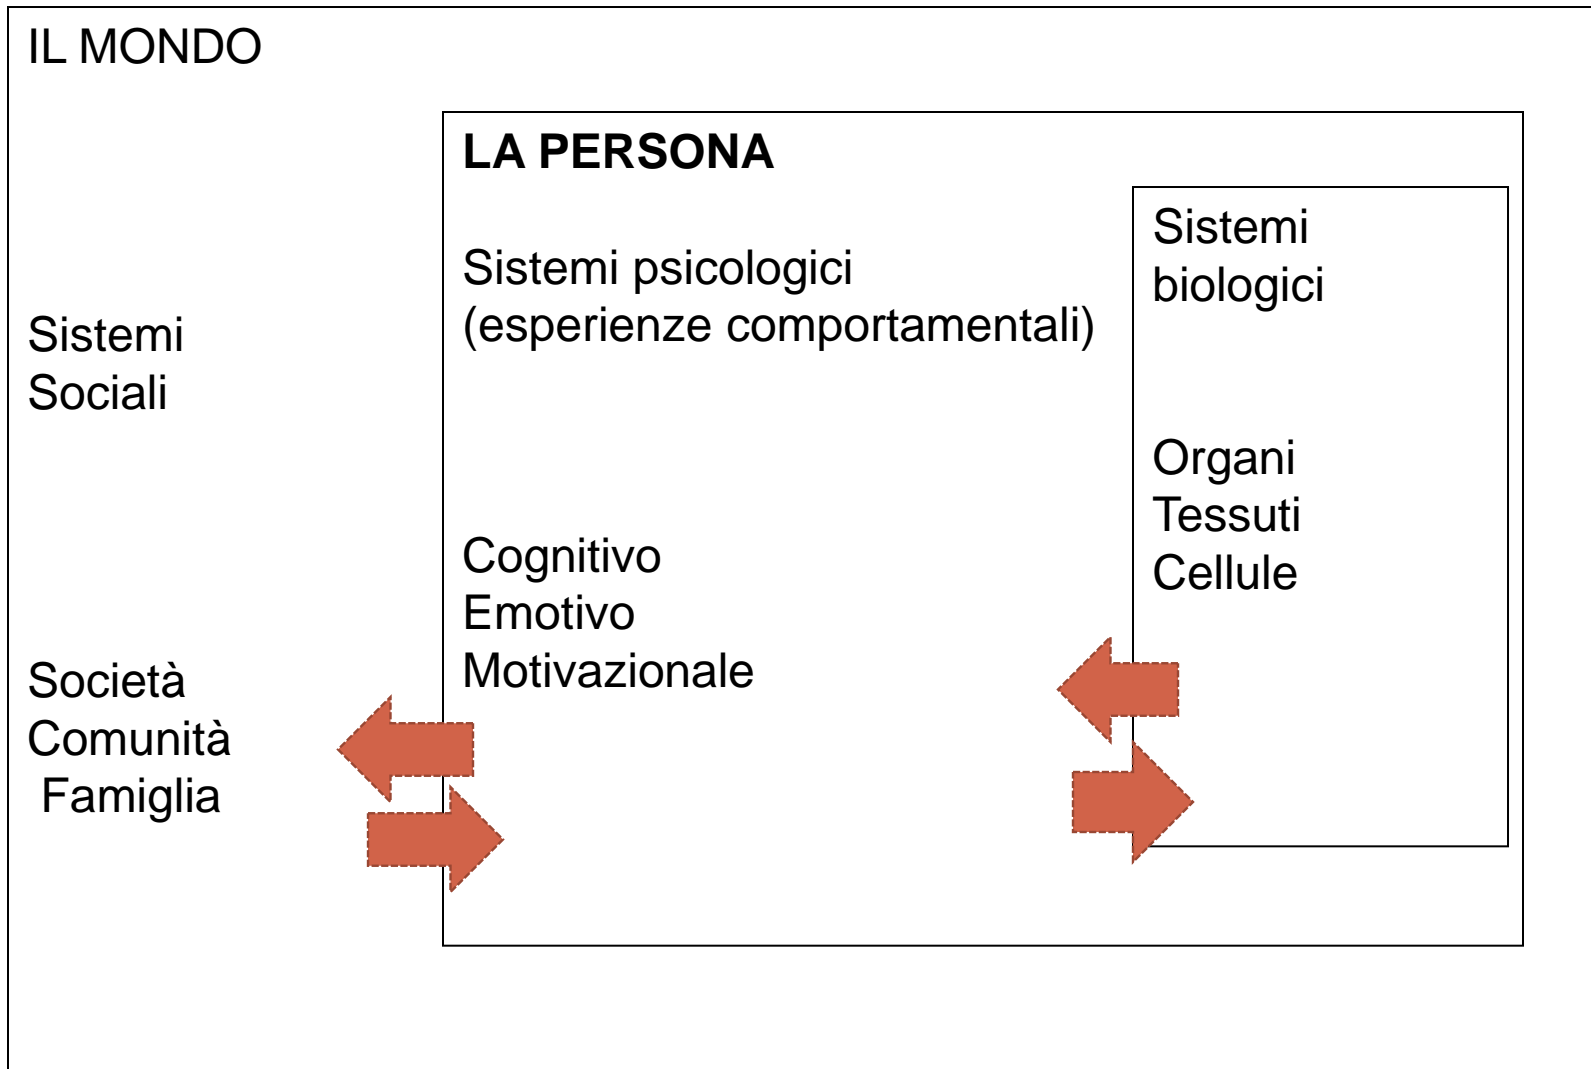 IL MONDO
LA PERSONA
Sistemi psicologici
(esperienze comportamentali)
Cognitivo
Emotivo
Motivazionale
Sistemi
biologici
Organi
Tessuti
Cellule
Sistemi
Sociali
Società
Comunità
Famiglia